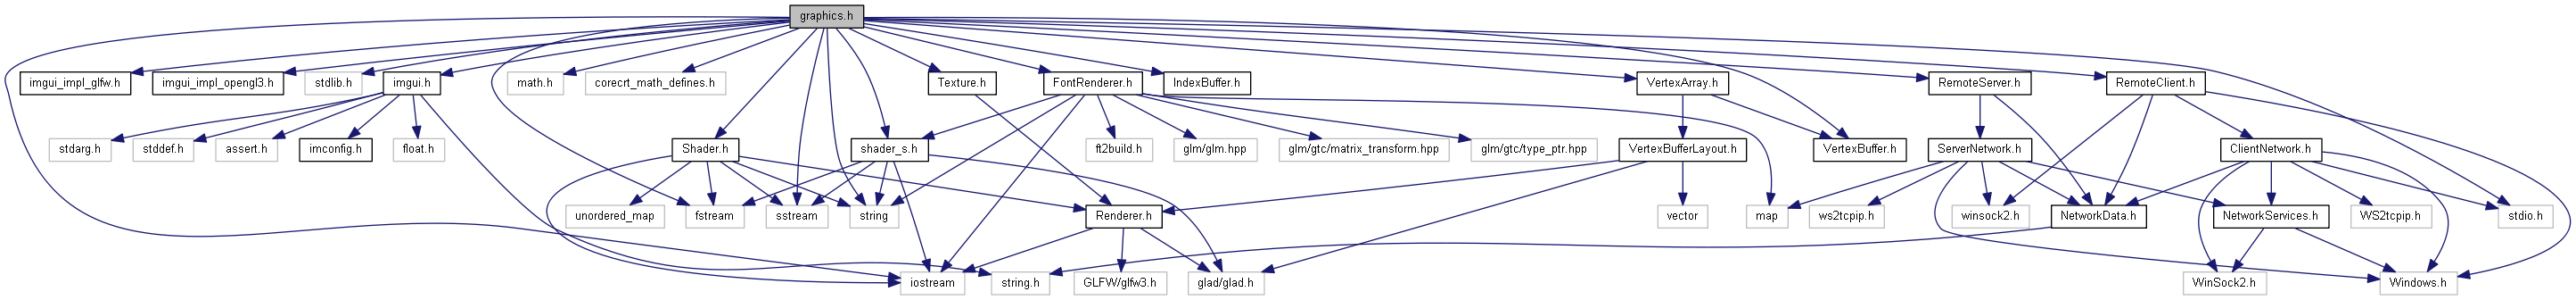 graphics.h
imgui_impl_glfw.h
imgui_impl_opengl3.h
stdlib.h
imgui.h
math.h
corecrt_math_defines.h
Texture.h
FontRenderer.h
IndexBuffer.h
VertexArray.h
RemoteServer.h
RemoteClient.h
stdarg.h
stddef.h
assert.h
imconfig.h
float.h
Shader.h
shader_s.h
ft2build.h
glm/glm.hpp
glm/gtc/matrix_transform.hpp
glm/gtc/type_ptr.hpp
VertexBufferLayout.h
VertexBuffer.h
ServerNetwork.h
ClientNetwork.h
unordered_map
fstream
sstream
string
Renderer.h
vector
map
ws2tcpip.h
winsock2.h
NetworkData.h
NetworkServices.h
WS2tcpip.h
stdio.h
iostream
string.h
GLFW/glfw3.h
glad/glad.h
WinSock2.h
Windows.h